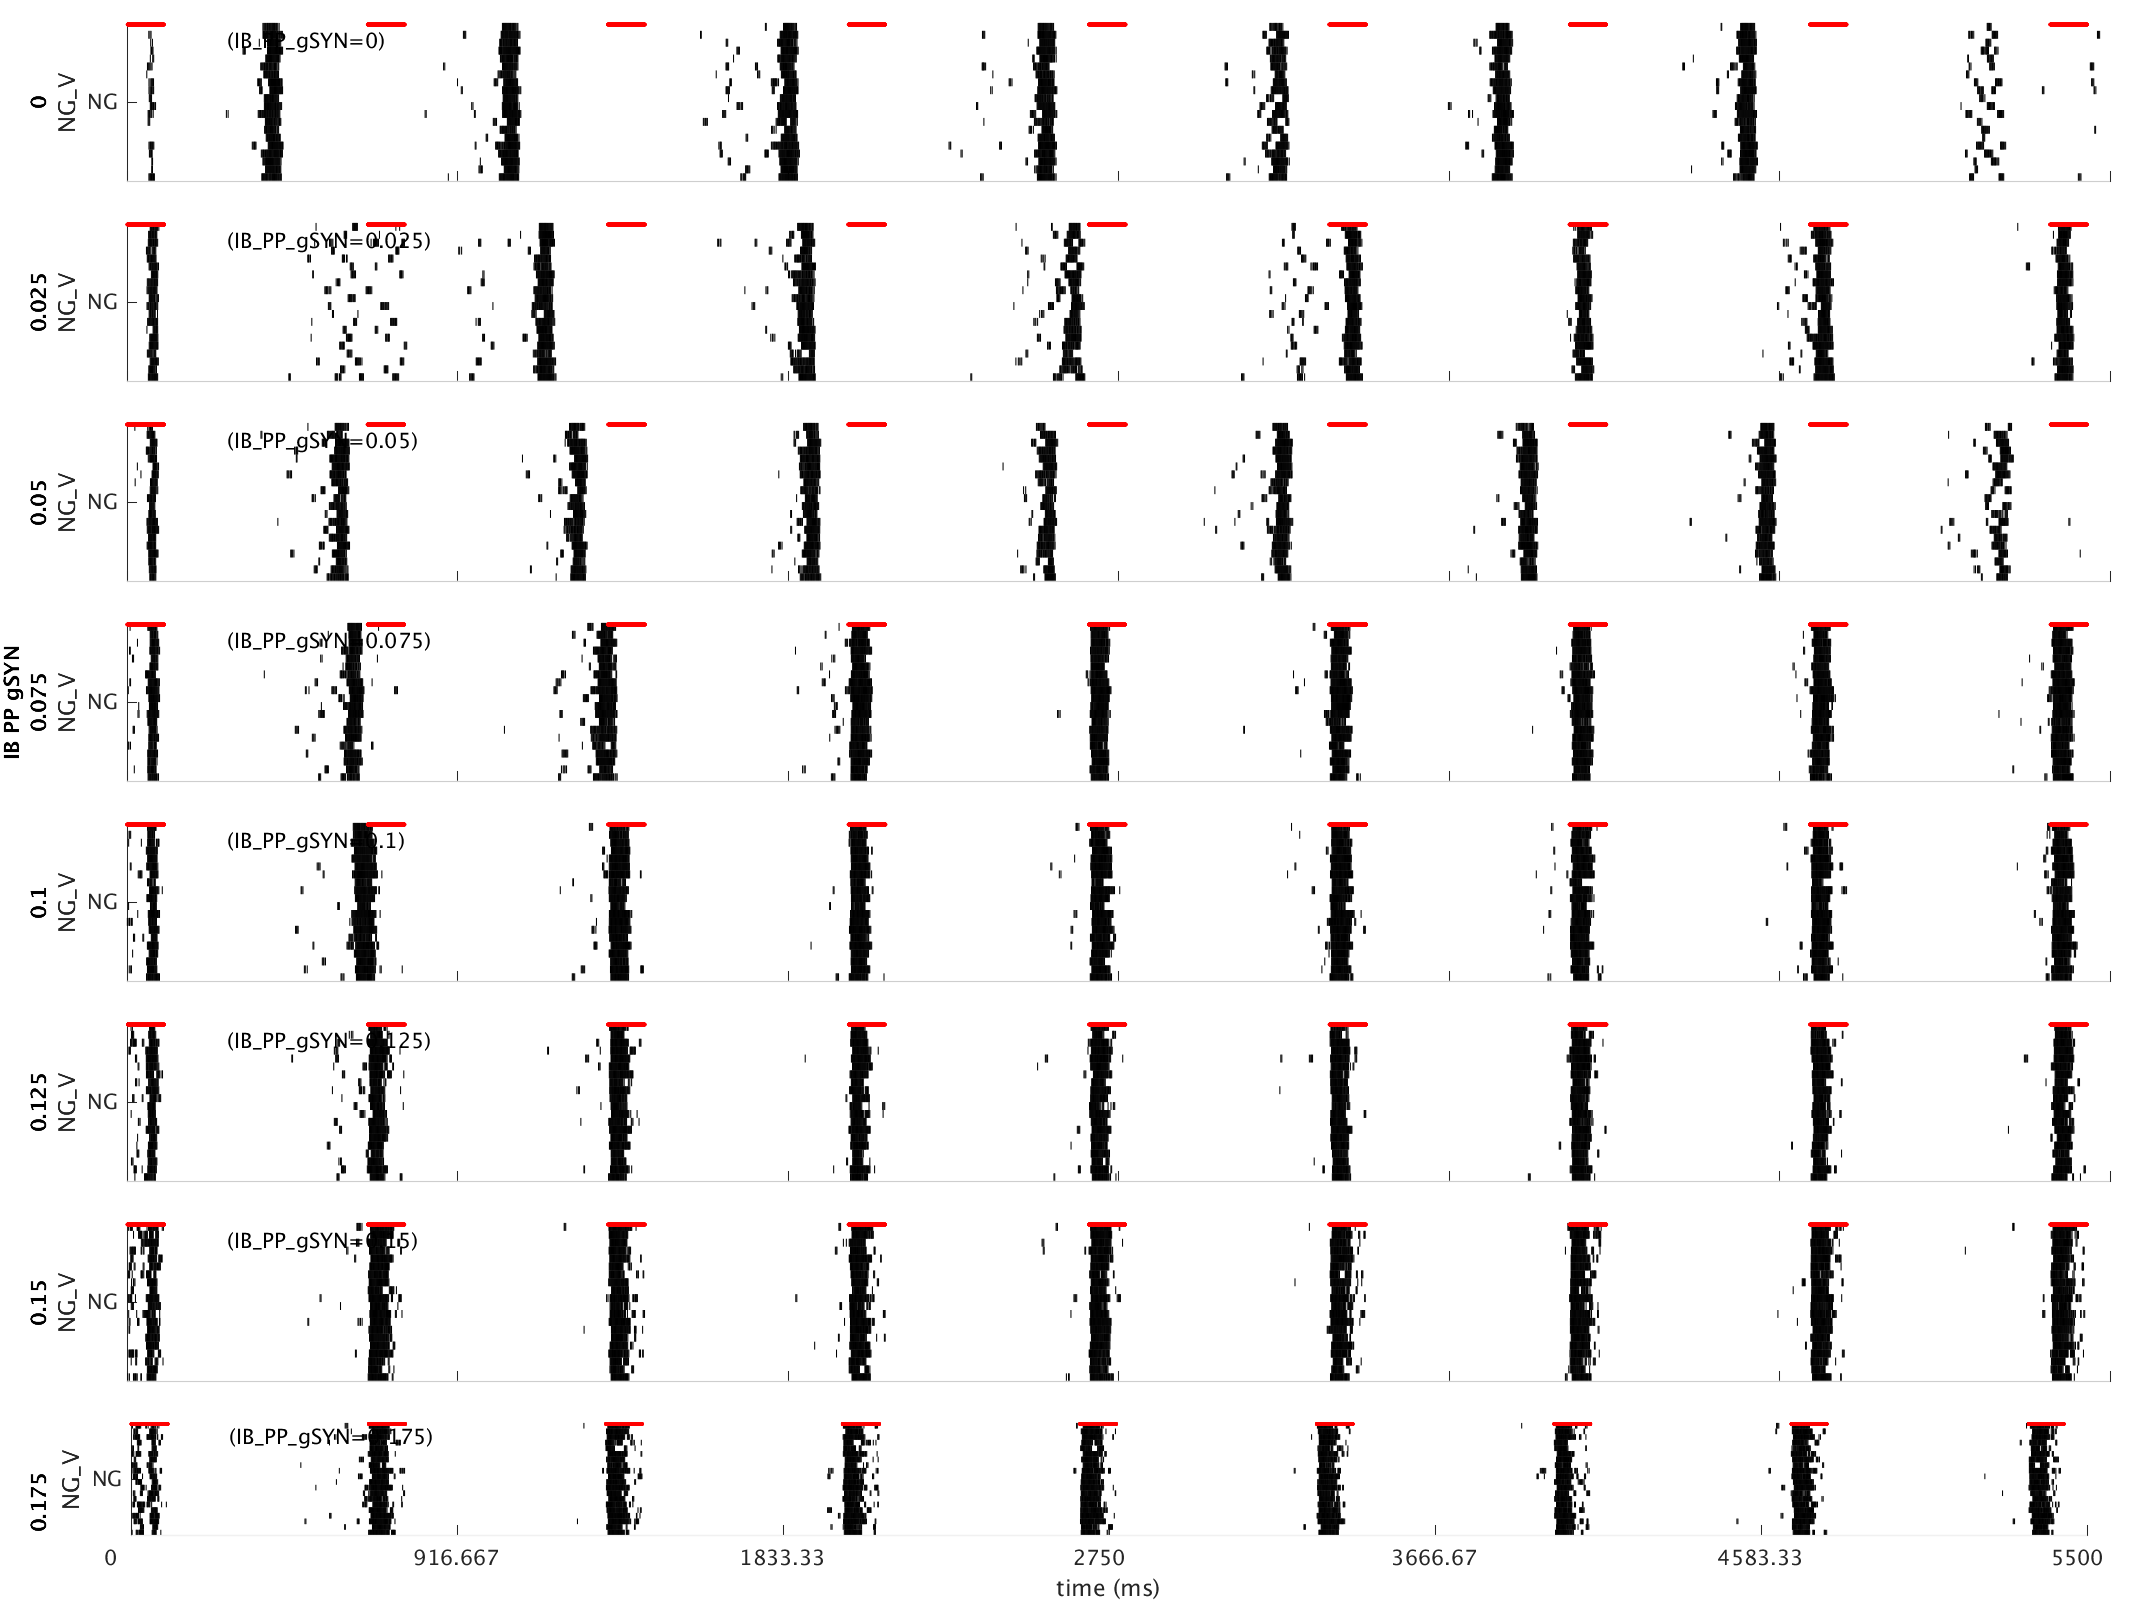 (IB_PP_gSYN=0)
0
NG_V
NG
(IB_PP_gSYN=0.025)
0.025
NG_V
NG
(IB_PP_gSYN=0.05)
0.05
NG_V
NG
(IB_PP_gSYN=0.075)
IB PP gSYN
0.075
NG_V
NG
(IB_PP_gSYN=0.1)
0.1
NG_V
NG
(IB_PP_gSYN=0.125)
0.125
NG_V
NG
(IB_PP_gSYN=0.15)
0.15
NG_V
NG
(IB_PP_gSYN=0.175)
0.175
NG_V
NG
0 916.667 1833.33 2750 3666.67 4583.33 5500
time (ms)